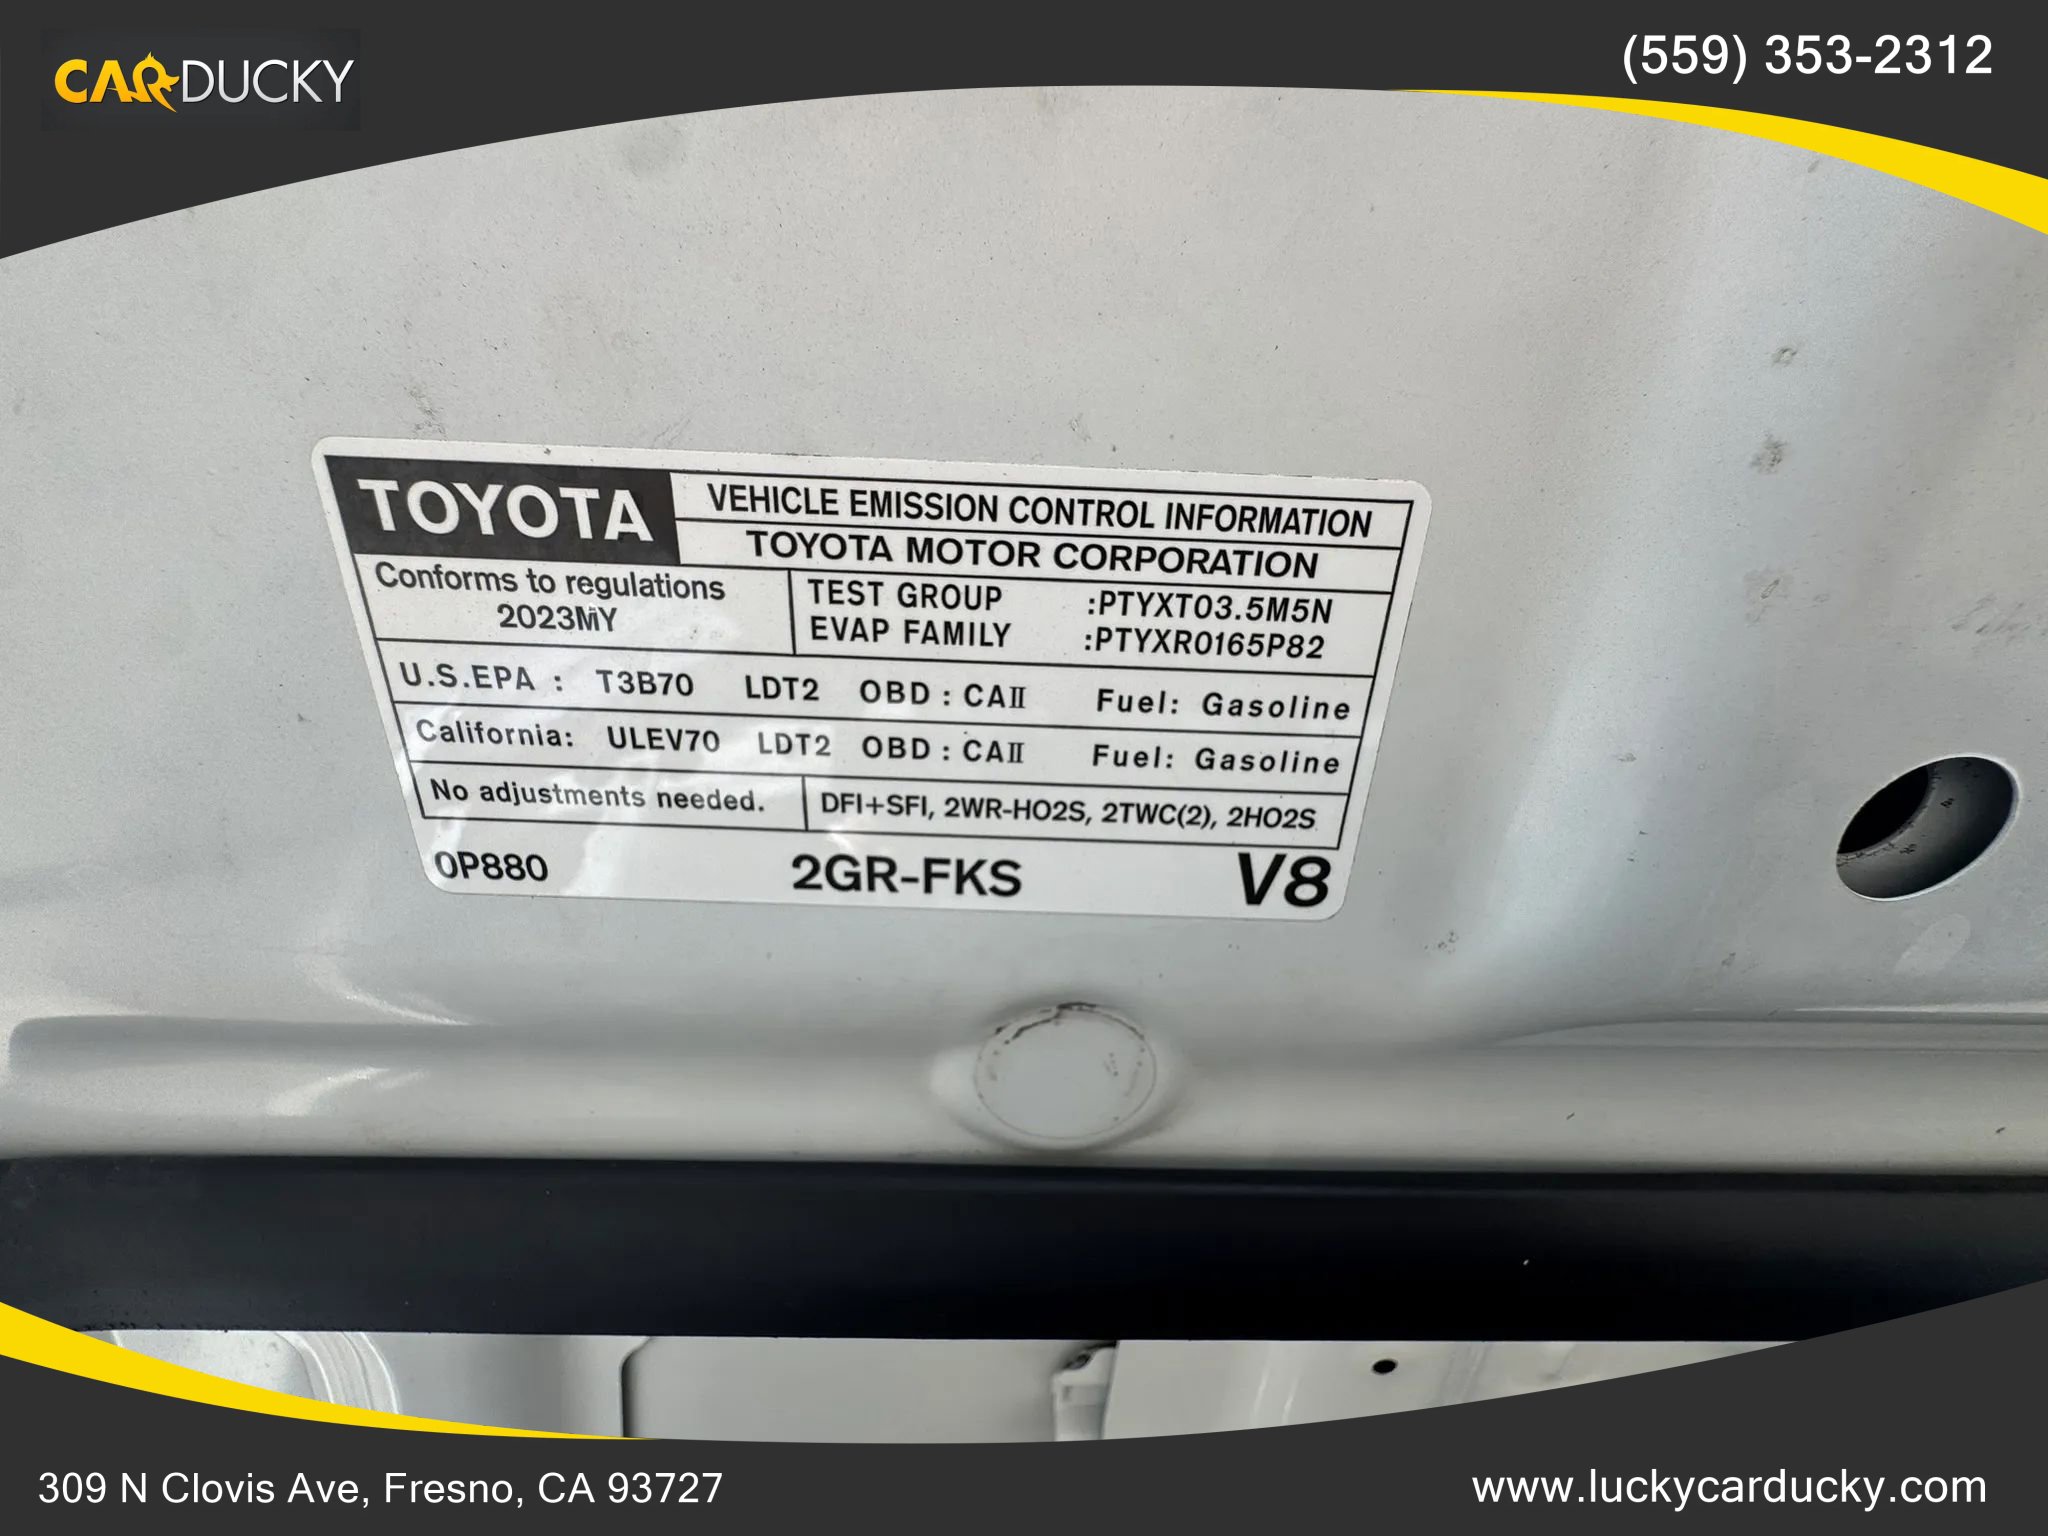 CARDUCKY
(559) 353-2312
TOYOTA
VEHICLE EMISSION CONTROL INFORMATION
TOYOTA MOTOR CORPORATION
Conforms to regulations
2023MY
TEST GROUP :PTYXT03.5M5N
EVAP FAMILY :PTYXR0165P82
U.S.EPA : T3B70 LDT2 OBD : CAⅡ Fuel: Gasoline
California: ULEV70 LDT2 OBD : CAⅡ Fuel: Gasoline
No adjustments needed.
DFI+SFI, 2WR-HO2S, 2TWC(2), 2HO2S
0P880 2GR-FKS V8
309 N Clovis Ave, Fresno, CA 93727
www.luckycarducky.com